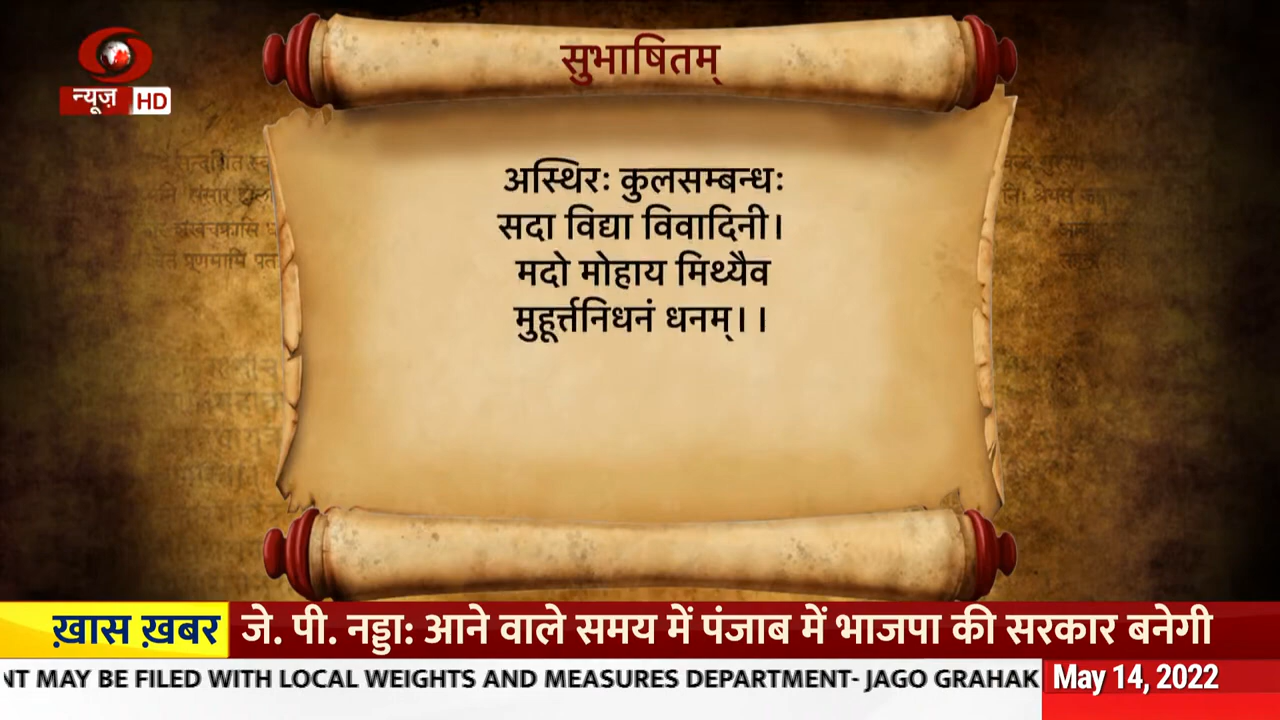 न्यूज़ HD
सुभाषितम्
अस्थिरः कुलसम्बन्धः
सदा विद्या विवादिनी।
मदो मोहाय मिथ्यैव
मुहूर्त्तनिधनं धनम्।।
ख़ास ख़बर
जे. पी. नड्डा: आने वाले समय में पंजाब में भाजपा की सरकार बनेगी
NT MAY BE FILED WITH LOCAL WEIGHTS AND MEASURES DEPARTMENT- JAGO GRAHAK
May 14, 2022